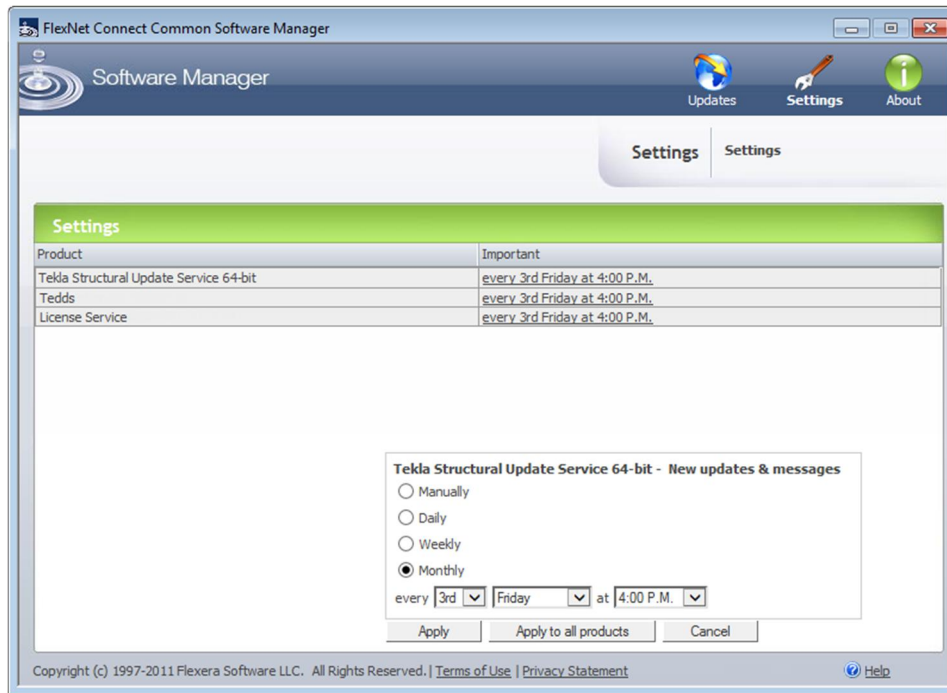 FlexNet Connect Common Software Manager
Software Manager
Updates
Settings
About
Settings
Settings
Settings
Product Important
Tekla Structural Update Service 64-bit every 3rd Friday at 4:00 P.M.
Tedds every 3rd Friday at 4:00 P.M.
License Service every 3rd Friday at 4:00 P.M.
Tekla Structural Update Service 64-bit - New updates & messages
Manually
Daily
Weekly
Monthly
every 3rd Friday at 4:00 P.M.
Apply Apply to all products Cancel
Copyright (c) 1997-2011 Flexera Software LLC. All Rights Reserved. | Terms of Use | Privacy Statement Help